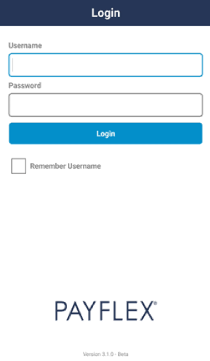 Login
Username
Password
Login
Remember Username
PAYFLEX®
Version 3.1.0 - Beta